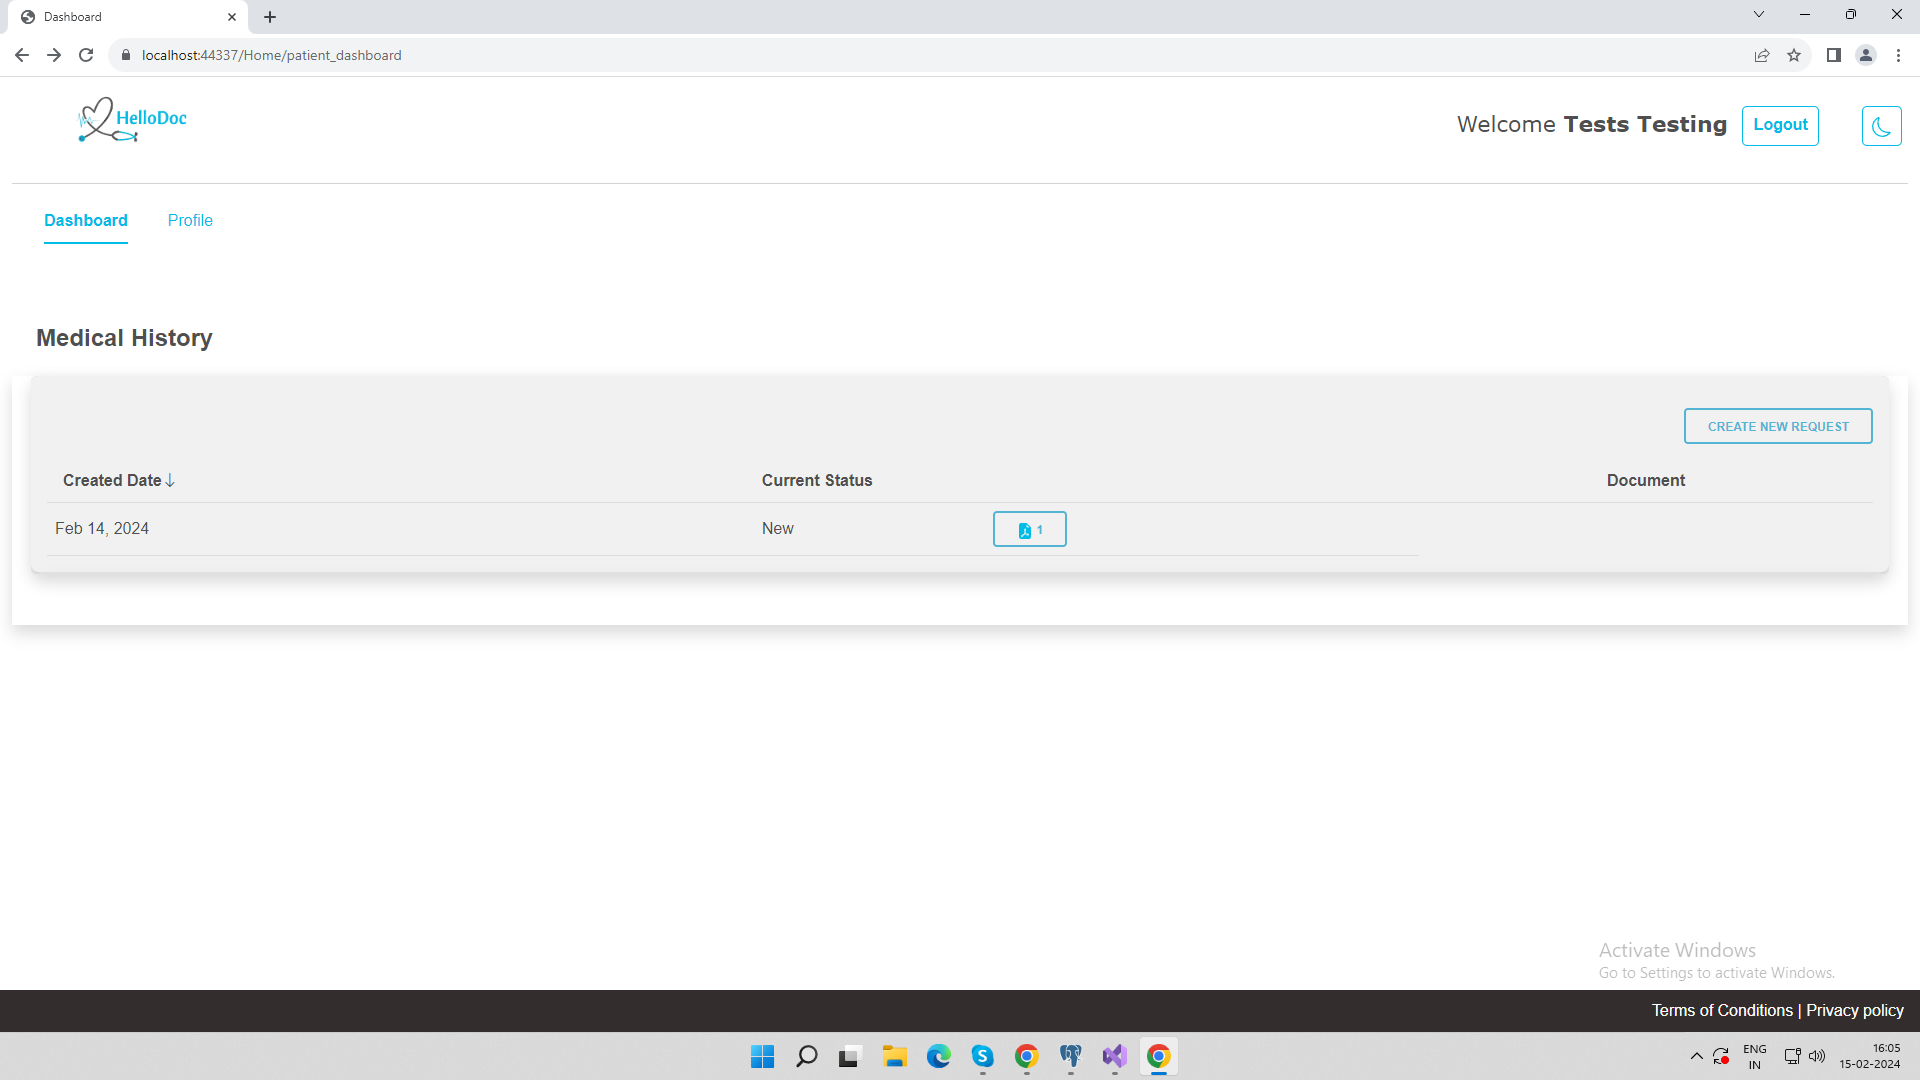 Dashboard
localhost:44337/Home/patient_dashboard
HelloDoc
Welcome Tests Testing
Logout
Dashboard
Profile
Medical History
CREATE NEW REQUEST
Created Date Current Status Document
Feb 14, 2024 New 1
Activate Windows
Go to Settings to activate Windows.
Terms of Conditions | Privacy policy
ENG
IN
16:05
15-02-2024